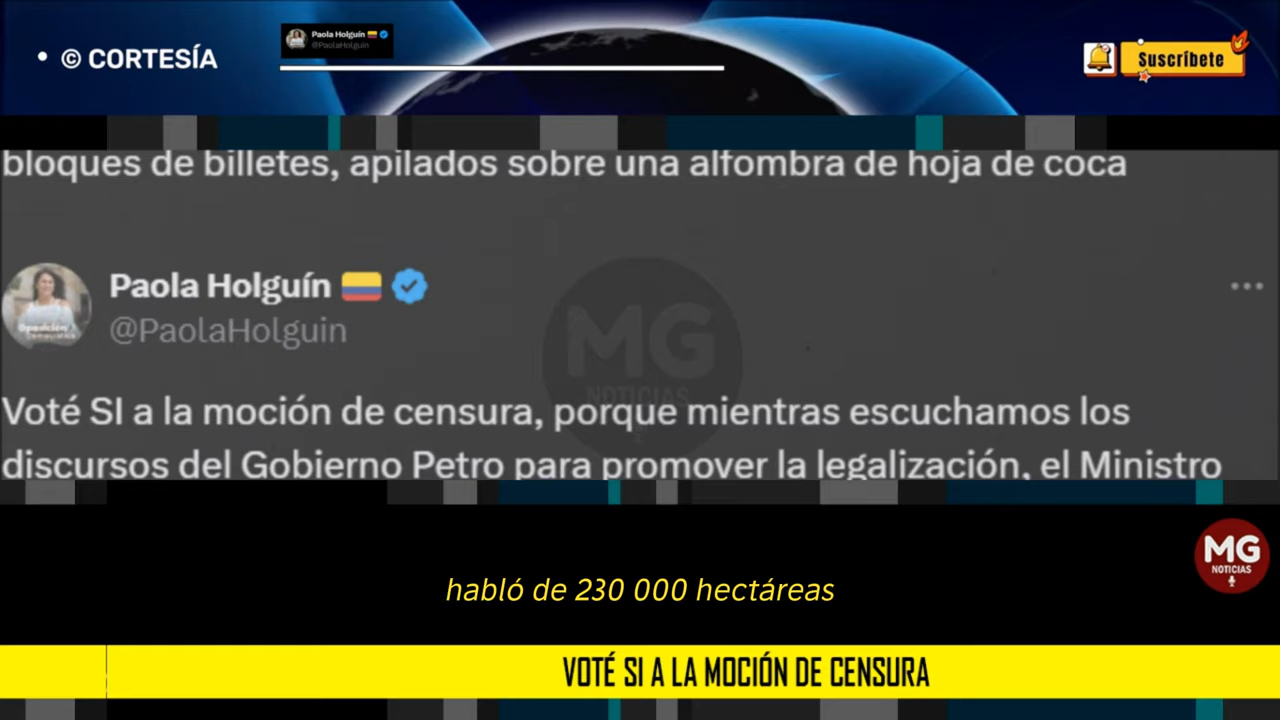 • © CORTESÍA
Paola Holguín
@PaolaHolguin
Suscríbete
bloques de billetes, apilados sobre una alfombra de hoja de coca
Paola Holguín
@PaolaHolguin
MG
NOTICIAS
Voté SI a la moción de censura, porque mientras escuchamos los
discursos del Gobierno Petro para promover la legalización, el Ministro
MG
NOTICIAS
habló de 230 000 hectáreas
VOTÉ SI A LA MOCIÓN DE CENSURA